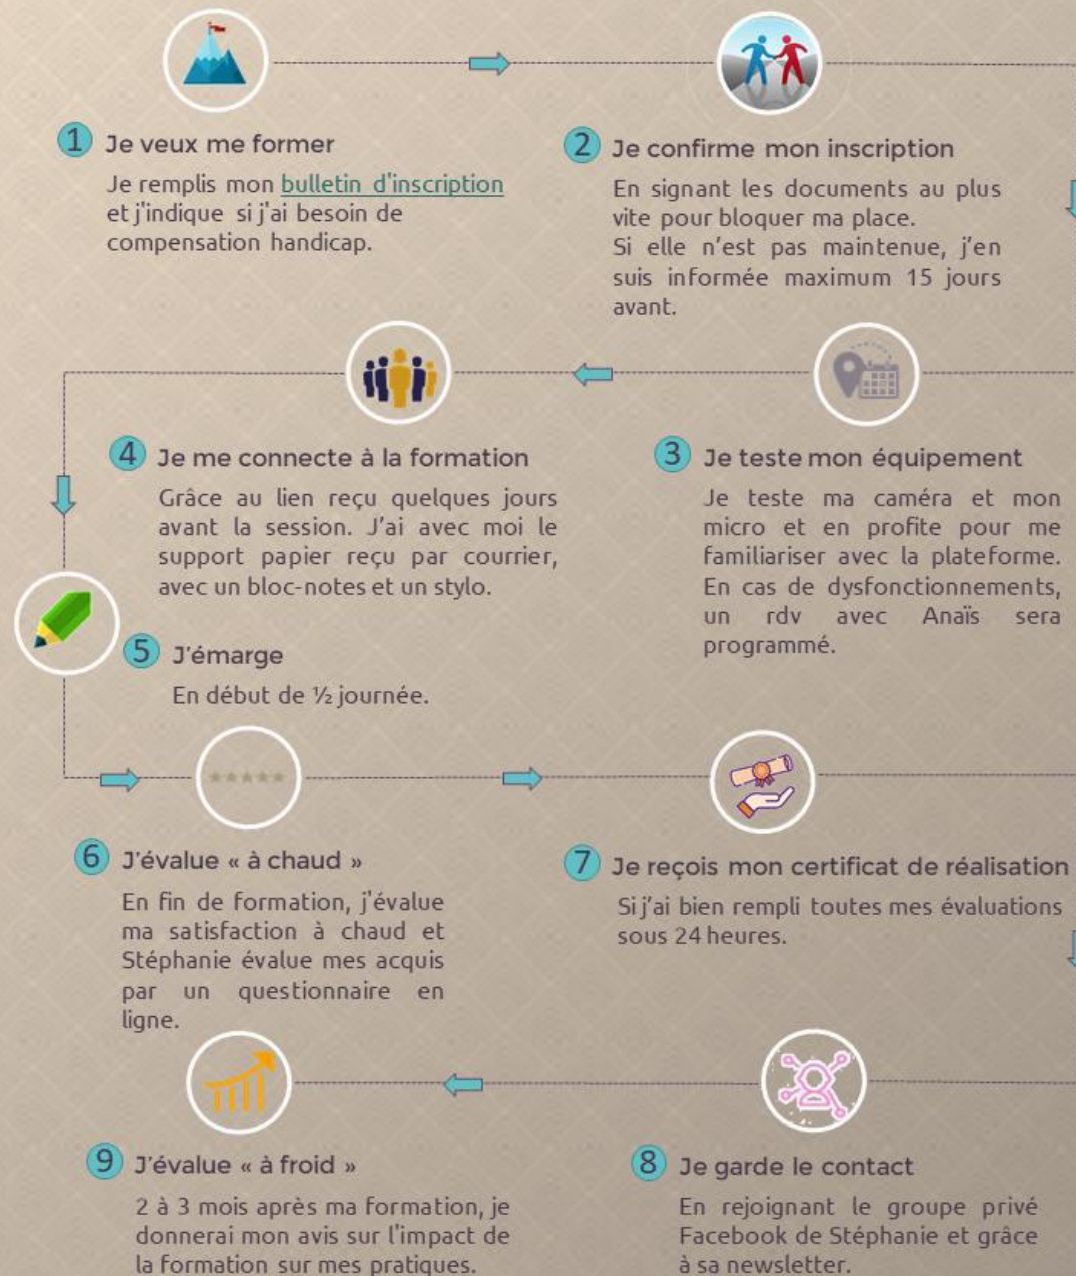 1 Je veux me former
Je remplis mon bulletin d'inscription
et j'indique si j'ai besoin de
compensation handicap.
2 Je confirme mon inscription
En signant les documents au plus
vite pour bloquer ma place.
Si elle n'est pas maintenue, j'en
suis informée maximum 15 jours
avant.
3 Je teste mon équipement
Je teste ma caméra et mon
micro et en profite pour me
familiariser avec la plateforme.
En cas de dysfonctionnements,
un rdv avec Anaïs sera
programmé.
4 Je me connecte à la formation
Grâce au lien reçu quelques jours
avant la session. J'ai avec moi le
support papier reçu par courrier,
avec un bloc-notes et un stylo.
5 J'émarge
En début de ½ journée.
6 J'évalue « à chaud »
En fin de formation, j'évalue
ma satisfaction à chaud et
Stéphanie évalue mes acquis
par un questionnaire en
ligne.
7 Je reçois mon certificat de réalisation
Si j'ai bien rempli toutes mes évaluations
sous 24 heures.
8 Je garde le contact
En rejoignant le groupe privé
Facebook de Stéphanie et grâce
à sa newsletter.
9 J'évalue « à froid »
2 à 3 mois après ma formation, je
donnerai mon avis sur l'impact de
la formation sur mes pratiques.